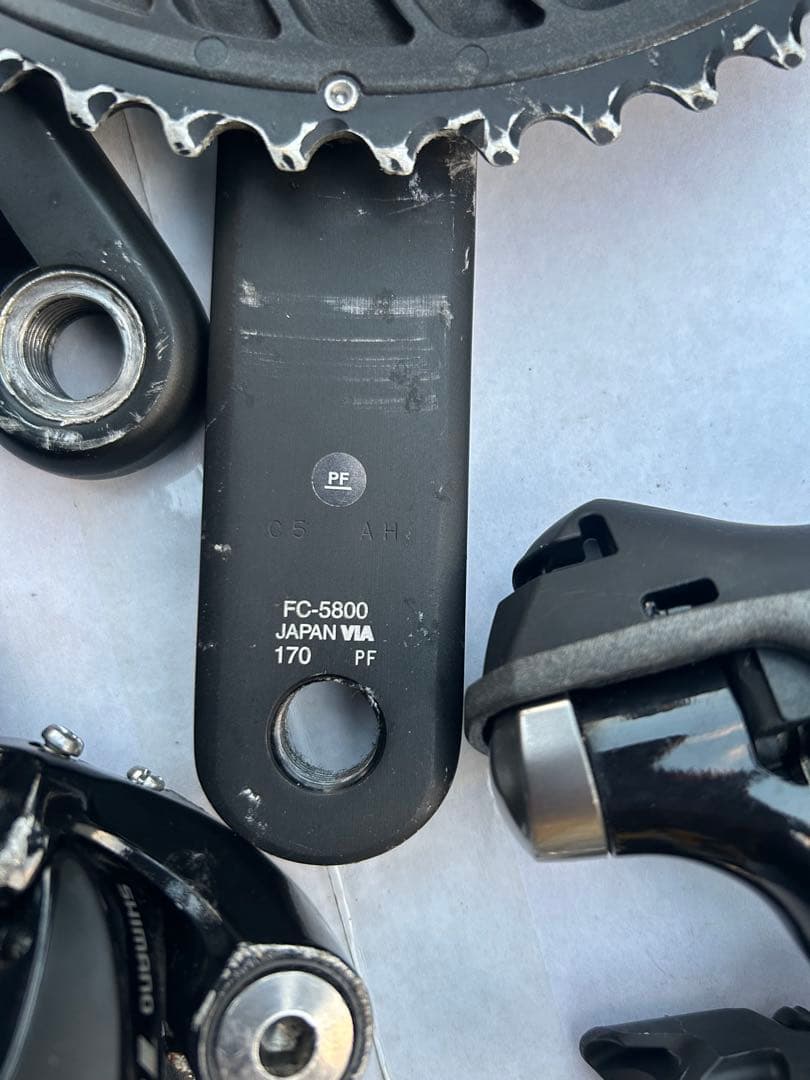 PF
C5 AH
FC-5800
JAPAN VIA
170 PF
SHIMANO